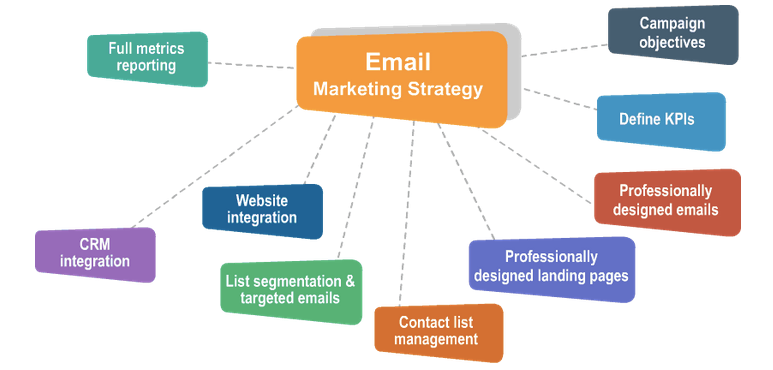 Email
Marketing Strategy
Campaign
objectives
Define KPIs
Professionally
designed emails
Professionally
designed landing pages
Contact list
management
List segmentation &
targeted emails
Website
integration
CRM
integration
Full metrics
reporting